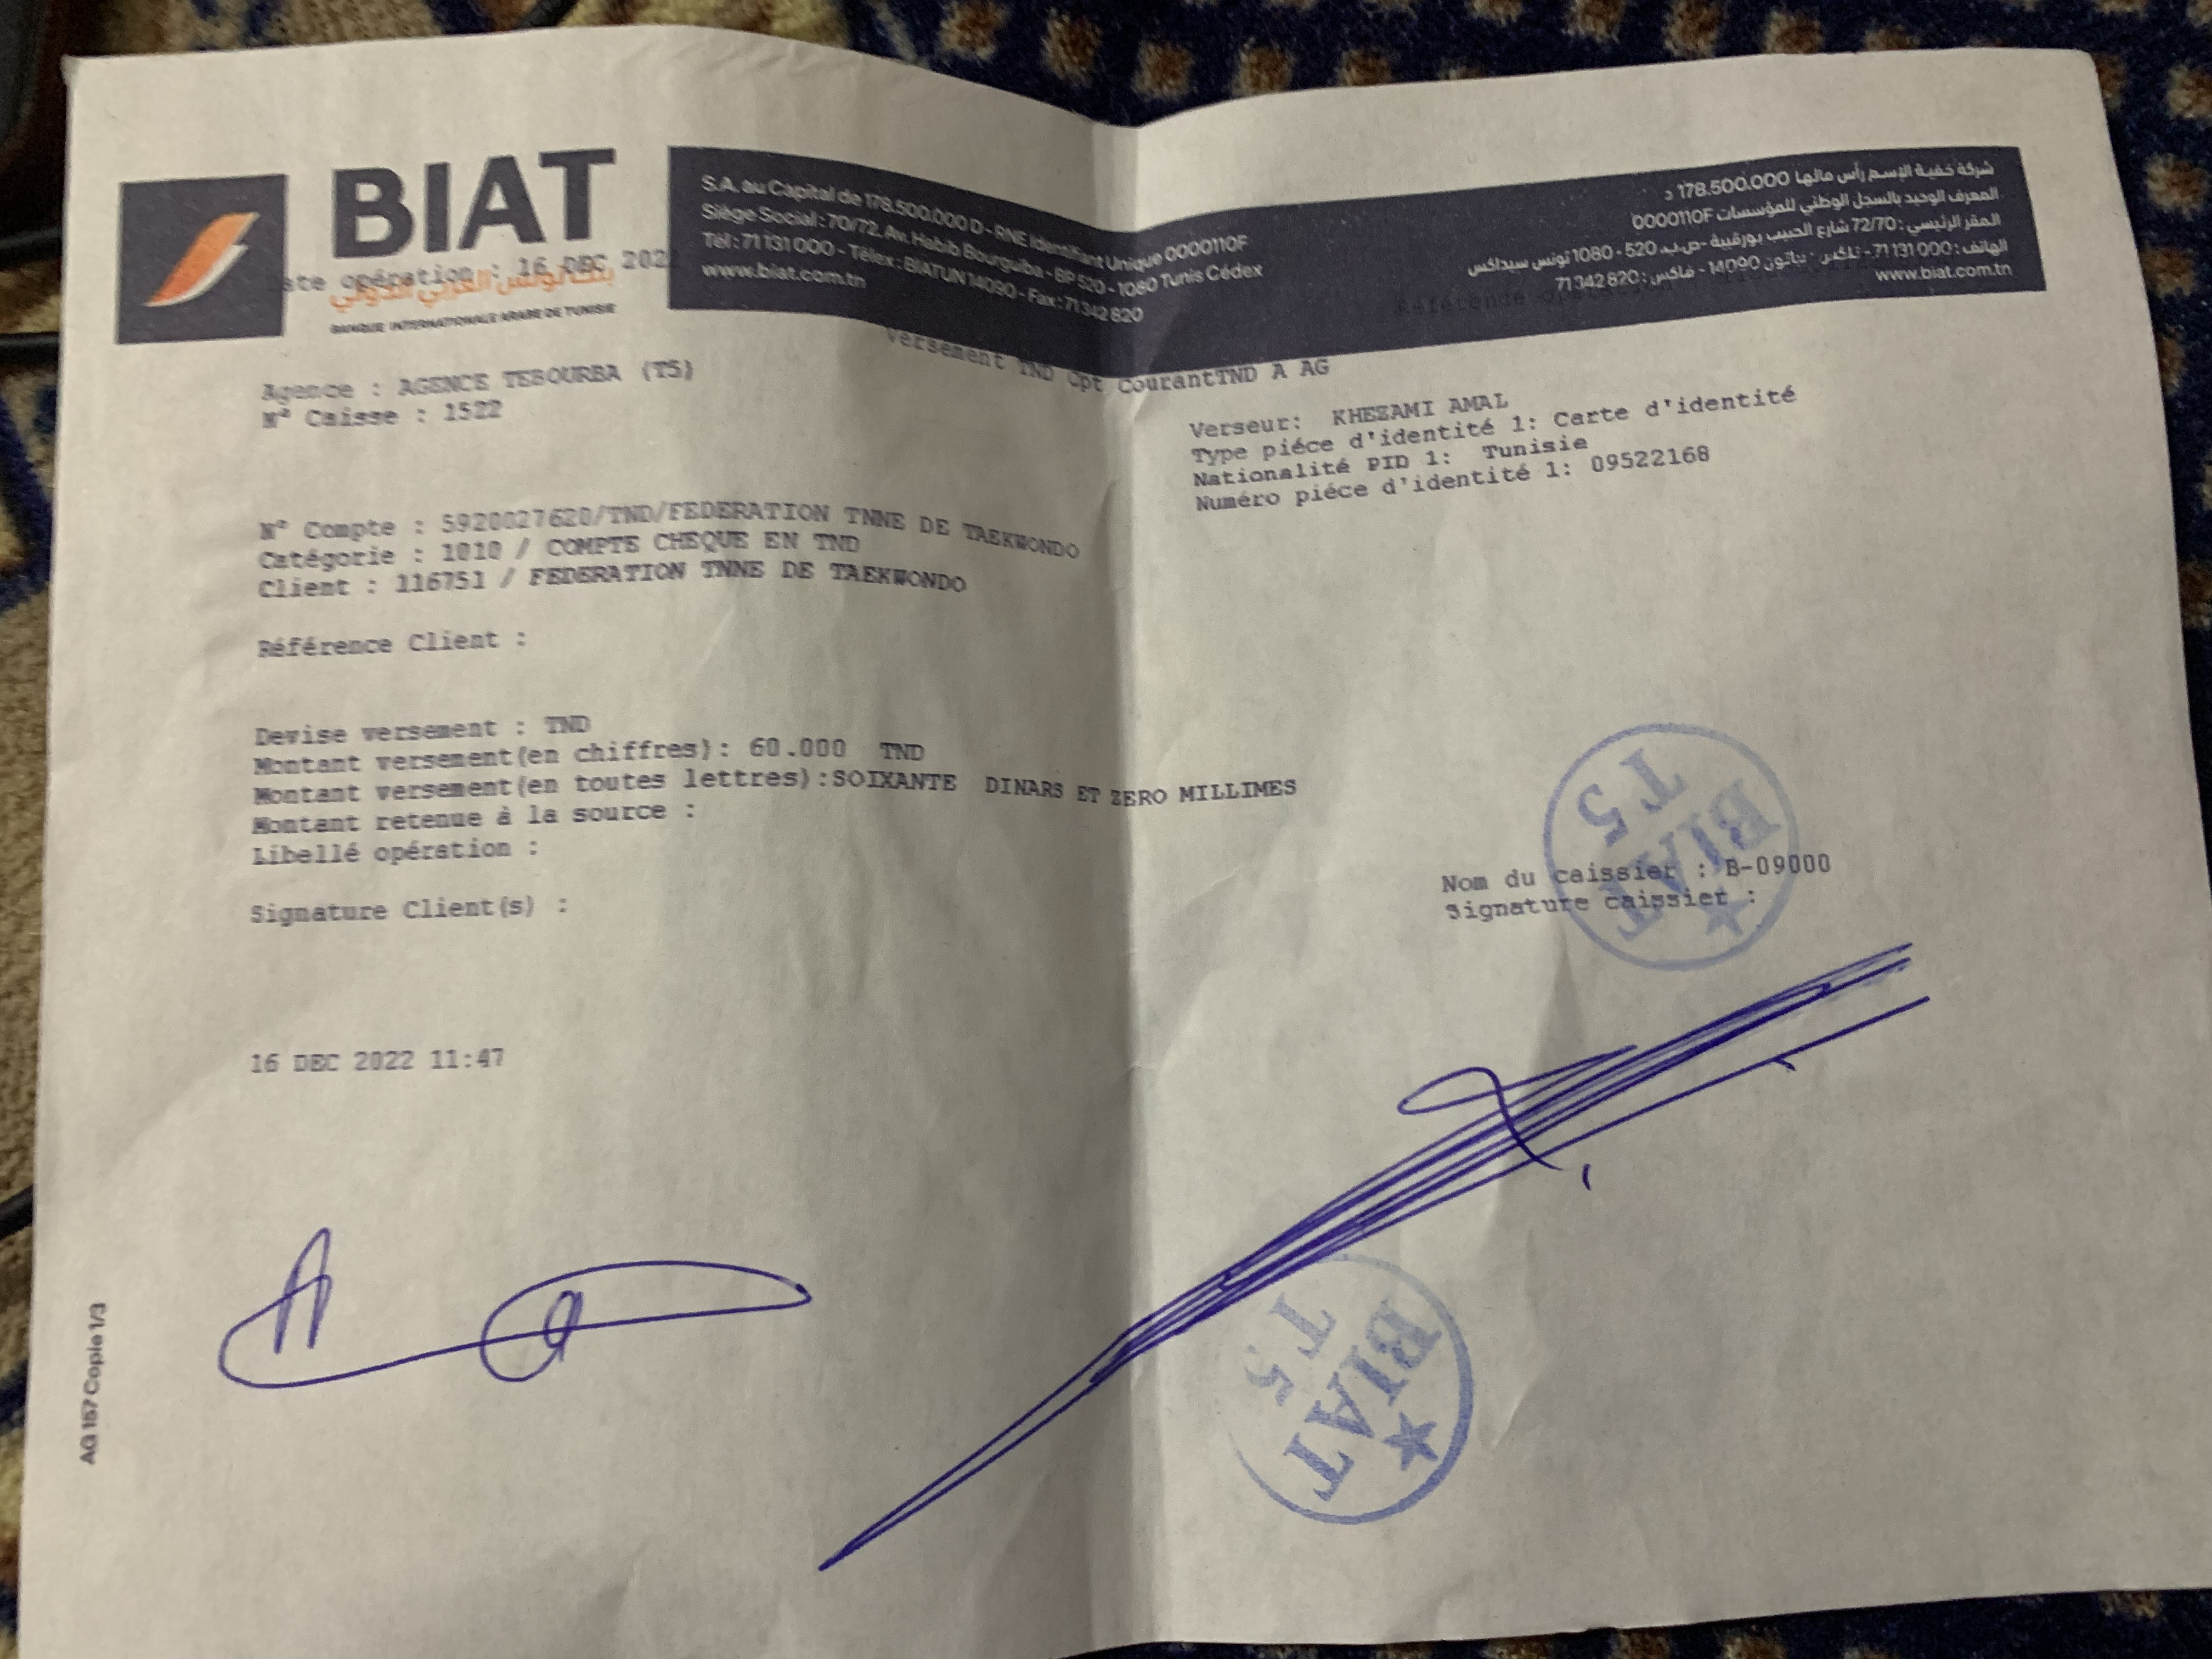 BIAT
Date opération : 16 DEC 2022
بنك تونس العربي الدولي
BANQUE INTERNATIONALE ARABE DE TUNISIE
S.A. au Capital de 178.500.000 D - RNE Identifiant Unique 0000110F
Siège Social : 70/72, Av. Habib Bourguiba - BP 520 - 1080 Tunis Cédex
Tél : 71 131 000 - Télex : BIATUN 14090 - Fax : 71 342 820
www.biat.com.tn
شركة خفية الإسم رأس مالها 178.500.000 د
المعرف الوحيد بالسجل الوطني للمؤسسات 0000110F
المقر الرئيسي : 72/70 شارع الحبيب بورقيبة -ص.ب. 520 - 1080 تونس سيداكس
الهاتف : 71 131 000 - تلكس : بياتون 14090 - فاكس : 71 342 820
www.biat.com.tn
Référence opération
Versement TND Cpt CourantTND A AG
Agence : AGENCE TEBOURBA (T5)
N° Caisse : 1522
Verseur: KHEZAMI AMAL
Type piéce d'identité 1: Carte d'identité
Nationalité PID 1: Tunisie
Numéro piéce d'identité 1: 09522168
N° Compte : 5920027620/TND/FEDERATION TNNE DE TAEKWONDO
Catégorie : 1010 / COMPTE CHEQUE EN TND
Client : 116751 / FEDERATION TNNE DE TAEKWONDO
Référence Client :
Devise versement : TND
Montant versement(en chiffres): 60.000 TND
Montant versement(en toutes lettres):SOIXANTE DINARS ET ZERO MILLIMES
Montant retenue à la source :
Libellé opération :
Signature Client(s) :
Nom du caissier : B-09000
Signature caissier :
BIAT
T5
16 DEC 2022 11:47
BIAT
T5
AG 157 Copie 1/3